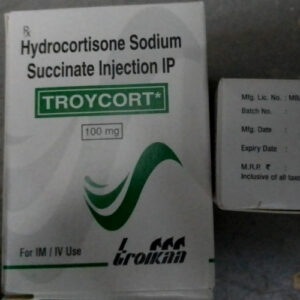 Rx
Hydrocortisone Sodium
Succinate Injection IP
TROYCORT*
100 mg
For IM / IV Use
troikaa
Mfg. Lic. No. :
Batch No. :
Mfg. Date :
Expiry Date :
M.R.P. ₹ :
Inclusive of all